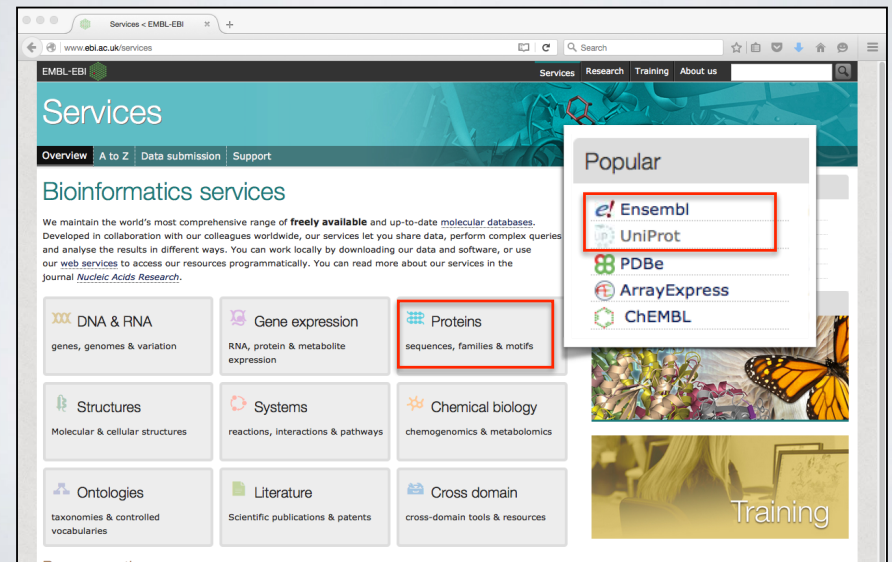 Services < EMBL-EBI
www.ebi.ac.uk/services
Search
EMBL-EBI
Services Research Training About us
Services
Overview A to Z Data submission Support
Popular
Ensembl
UniProt
PDBe
ArrayExpress
ChEMBL
Bioinformatics services
We maintain the world's most comprehensive range of freely available and up-to-date molecular databases.
Developed in collaboration with our colleagues worldwide, our services let you share data, perform complex queries
and analyse the results in different ways. You can work locally by downloading our data and software, or use
our web services to access our resources programmatically. You can read more about our services in the
journal Nucleic Acids Research.
DNA & RNA
genes, genomes & variation
Gene expression
RNA, protein & metabolite
expression
Proteins
sequences, families & motifs
Structures
Molecular & cellular structures
Systems
reactions, interactions & pathways
Chemical biology
chemogenomics & metabolomics
Ontologies
taxonomies & controlled
vocabularies
Literature
Scientific publications & patents
Cross domain
cross-domain tools & resources
Training